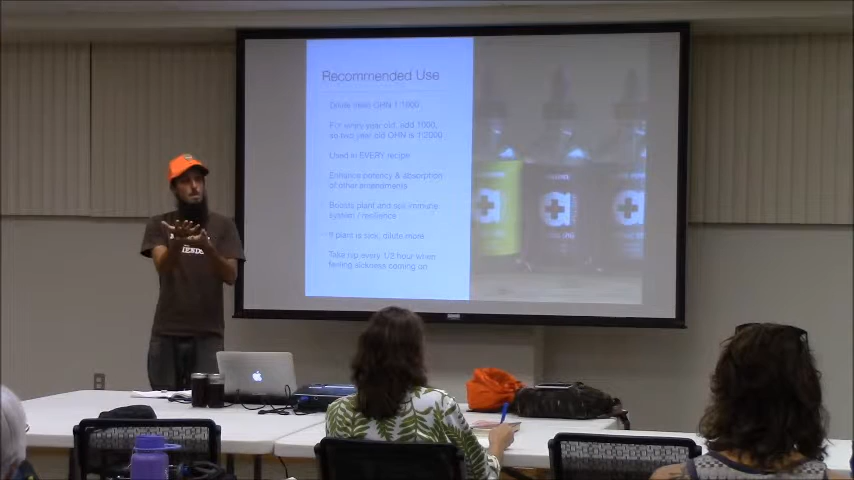 Recommended Use
Dilute fresh OHN 1:1000
For every year old, add 1000,
so two year old OHN is 1:2000
Used in EVERY recipe
Enhance potency & absorption
of other amendments
Boosts plant and soil immune
system / resilience
If plant is sick, dilute more
Take nip every 1/2 hour when
feeling sickness coming on